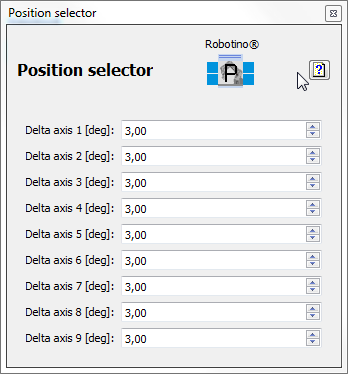 Position selector
Robotino®
P
Position selector
?
Delta axis 1 [deg]: 3,00
Delta axis 2 [deg]: 3,00
Delta axis 3 [deg]: 3,00
Delta axis 4 [deg]: 3,00
Delta axis 5 [deg]: 3,00
Delta axis 6 [deg]: 3,00
Delta axis 7 [deg]: 3,00
Delta axis 8 [deg]: 3,00
Delta axis 9 [deg]: 3,00